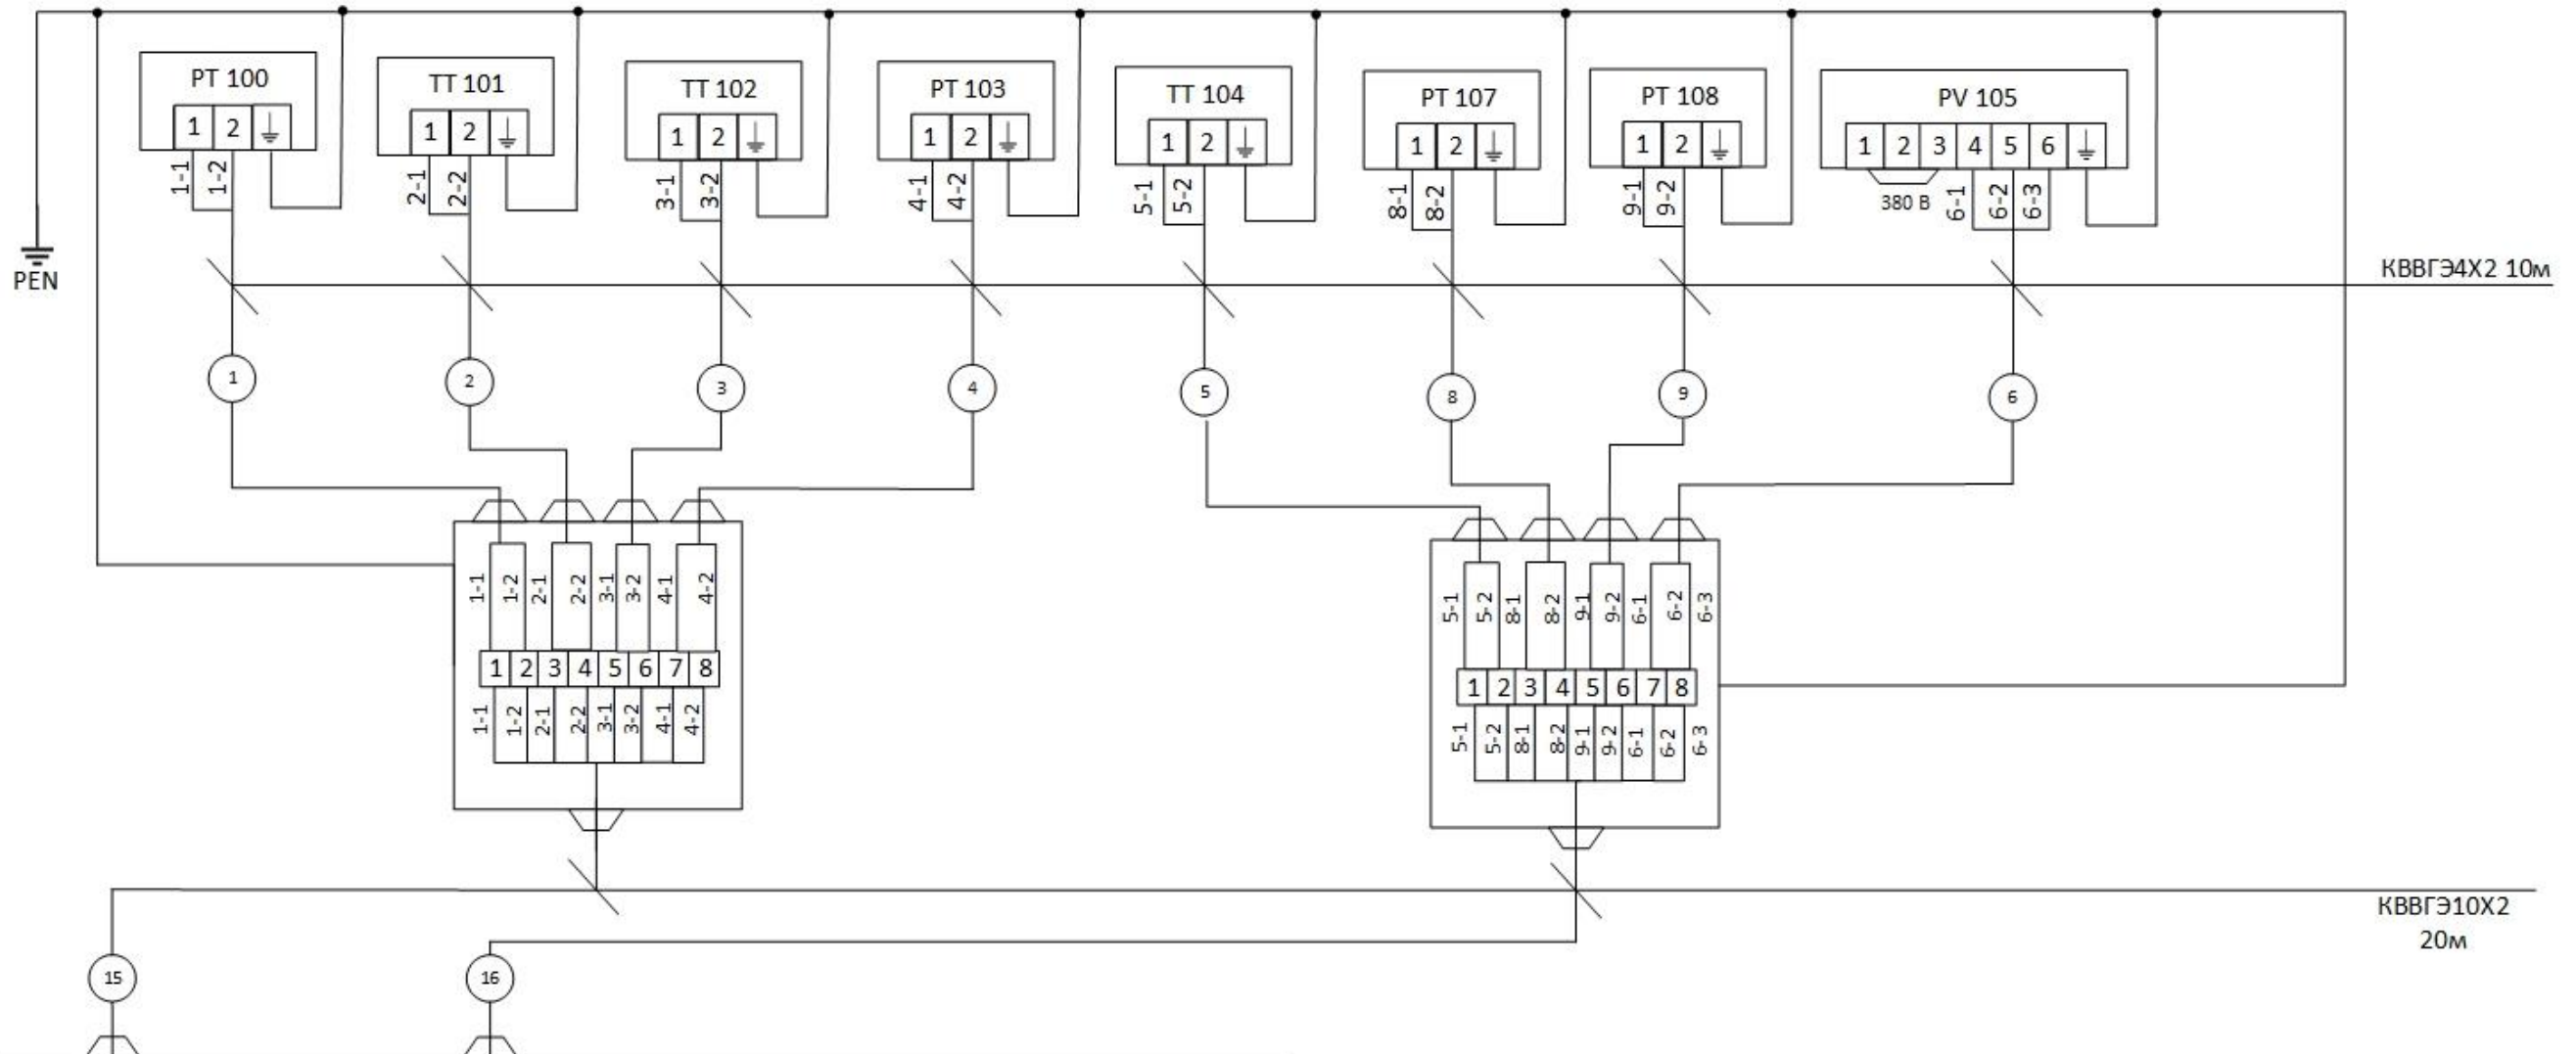 PT 100
1 2
1-1 1-2
TT 101
1 2
2-1 2-2
TT 102
1 2
3-1 3-2
PT 103
1 2
4-1 4-2
TT 104
1 2
5-1 5-2
PT 107
1 2
8-1 8-2
PT 108
1 2
9-1 9-2
PV 105
1 2 3 4 5 6
380 В 6-1 6-2 6-3
PEN
КВВГЭ4Х2 10м
1 2 3 4 5 8 9 6
1-1 1-2 2-1 2-2 3-1 3-2 4-1 4-2
1 2 3 4 5 6 7 8
1-1 1-2 2-1 2-2 3-1 3-2 4-1 4-2
5-1 5-2 8-1 8-2 9-1 9-2 6-1 6-2 6-3
1 2 3 4 5 6 7 8
5-1 5-2 8-1 8-2 9-1 9-2 6-1 6-2 6-3
КВВГЭ10Х2
20м
15 16